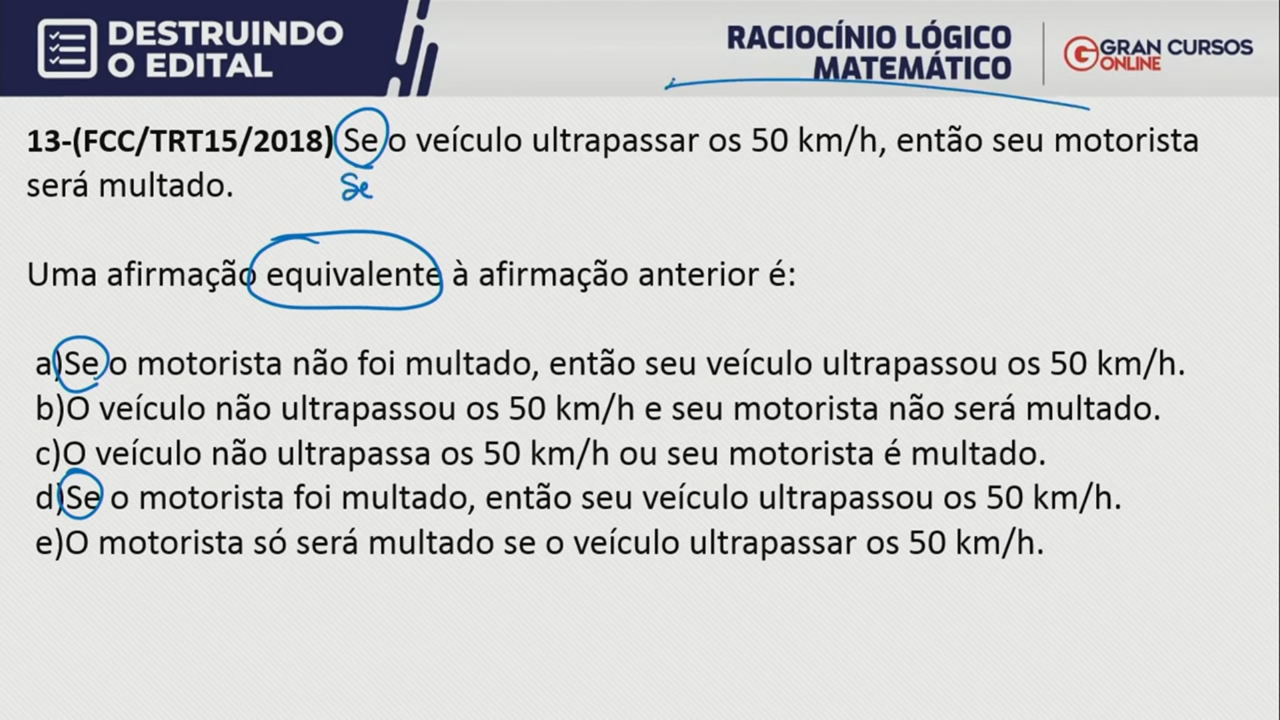 DESTRUINDO
O EDITAL
RACIOCÍNIO LÓGICO
MATEMÁTICO
GRAN CURSOS
ONLINE
13-(FCC/TRT15/2018) Se o veículo ultrapassar os 50 km/h, então seu motorista
será multado.
Se
Uma afirmação equivalente à afirmação anterior é:
a)Se o motorista não foi multado, então seu veículo ultrapassou os 50 km/h.
b)O veículo não ultrapassou os 50 km/h e seu motorista não será multado.
c)O veículo não ultrapassa os 50 km/h ou seu motorista é multado.
d)Se o motorista foi multado, então seu veículo ultrapassou os 50 km/h.
e)O motorista só será multado se o veículo ultrapassar os 50 km/h.